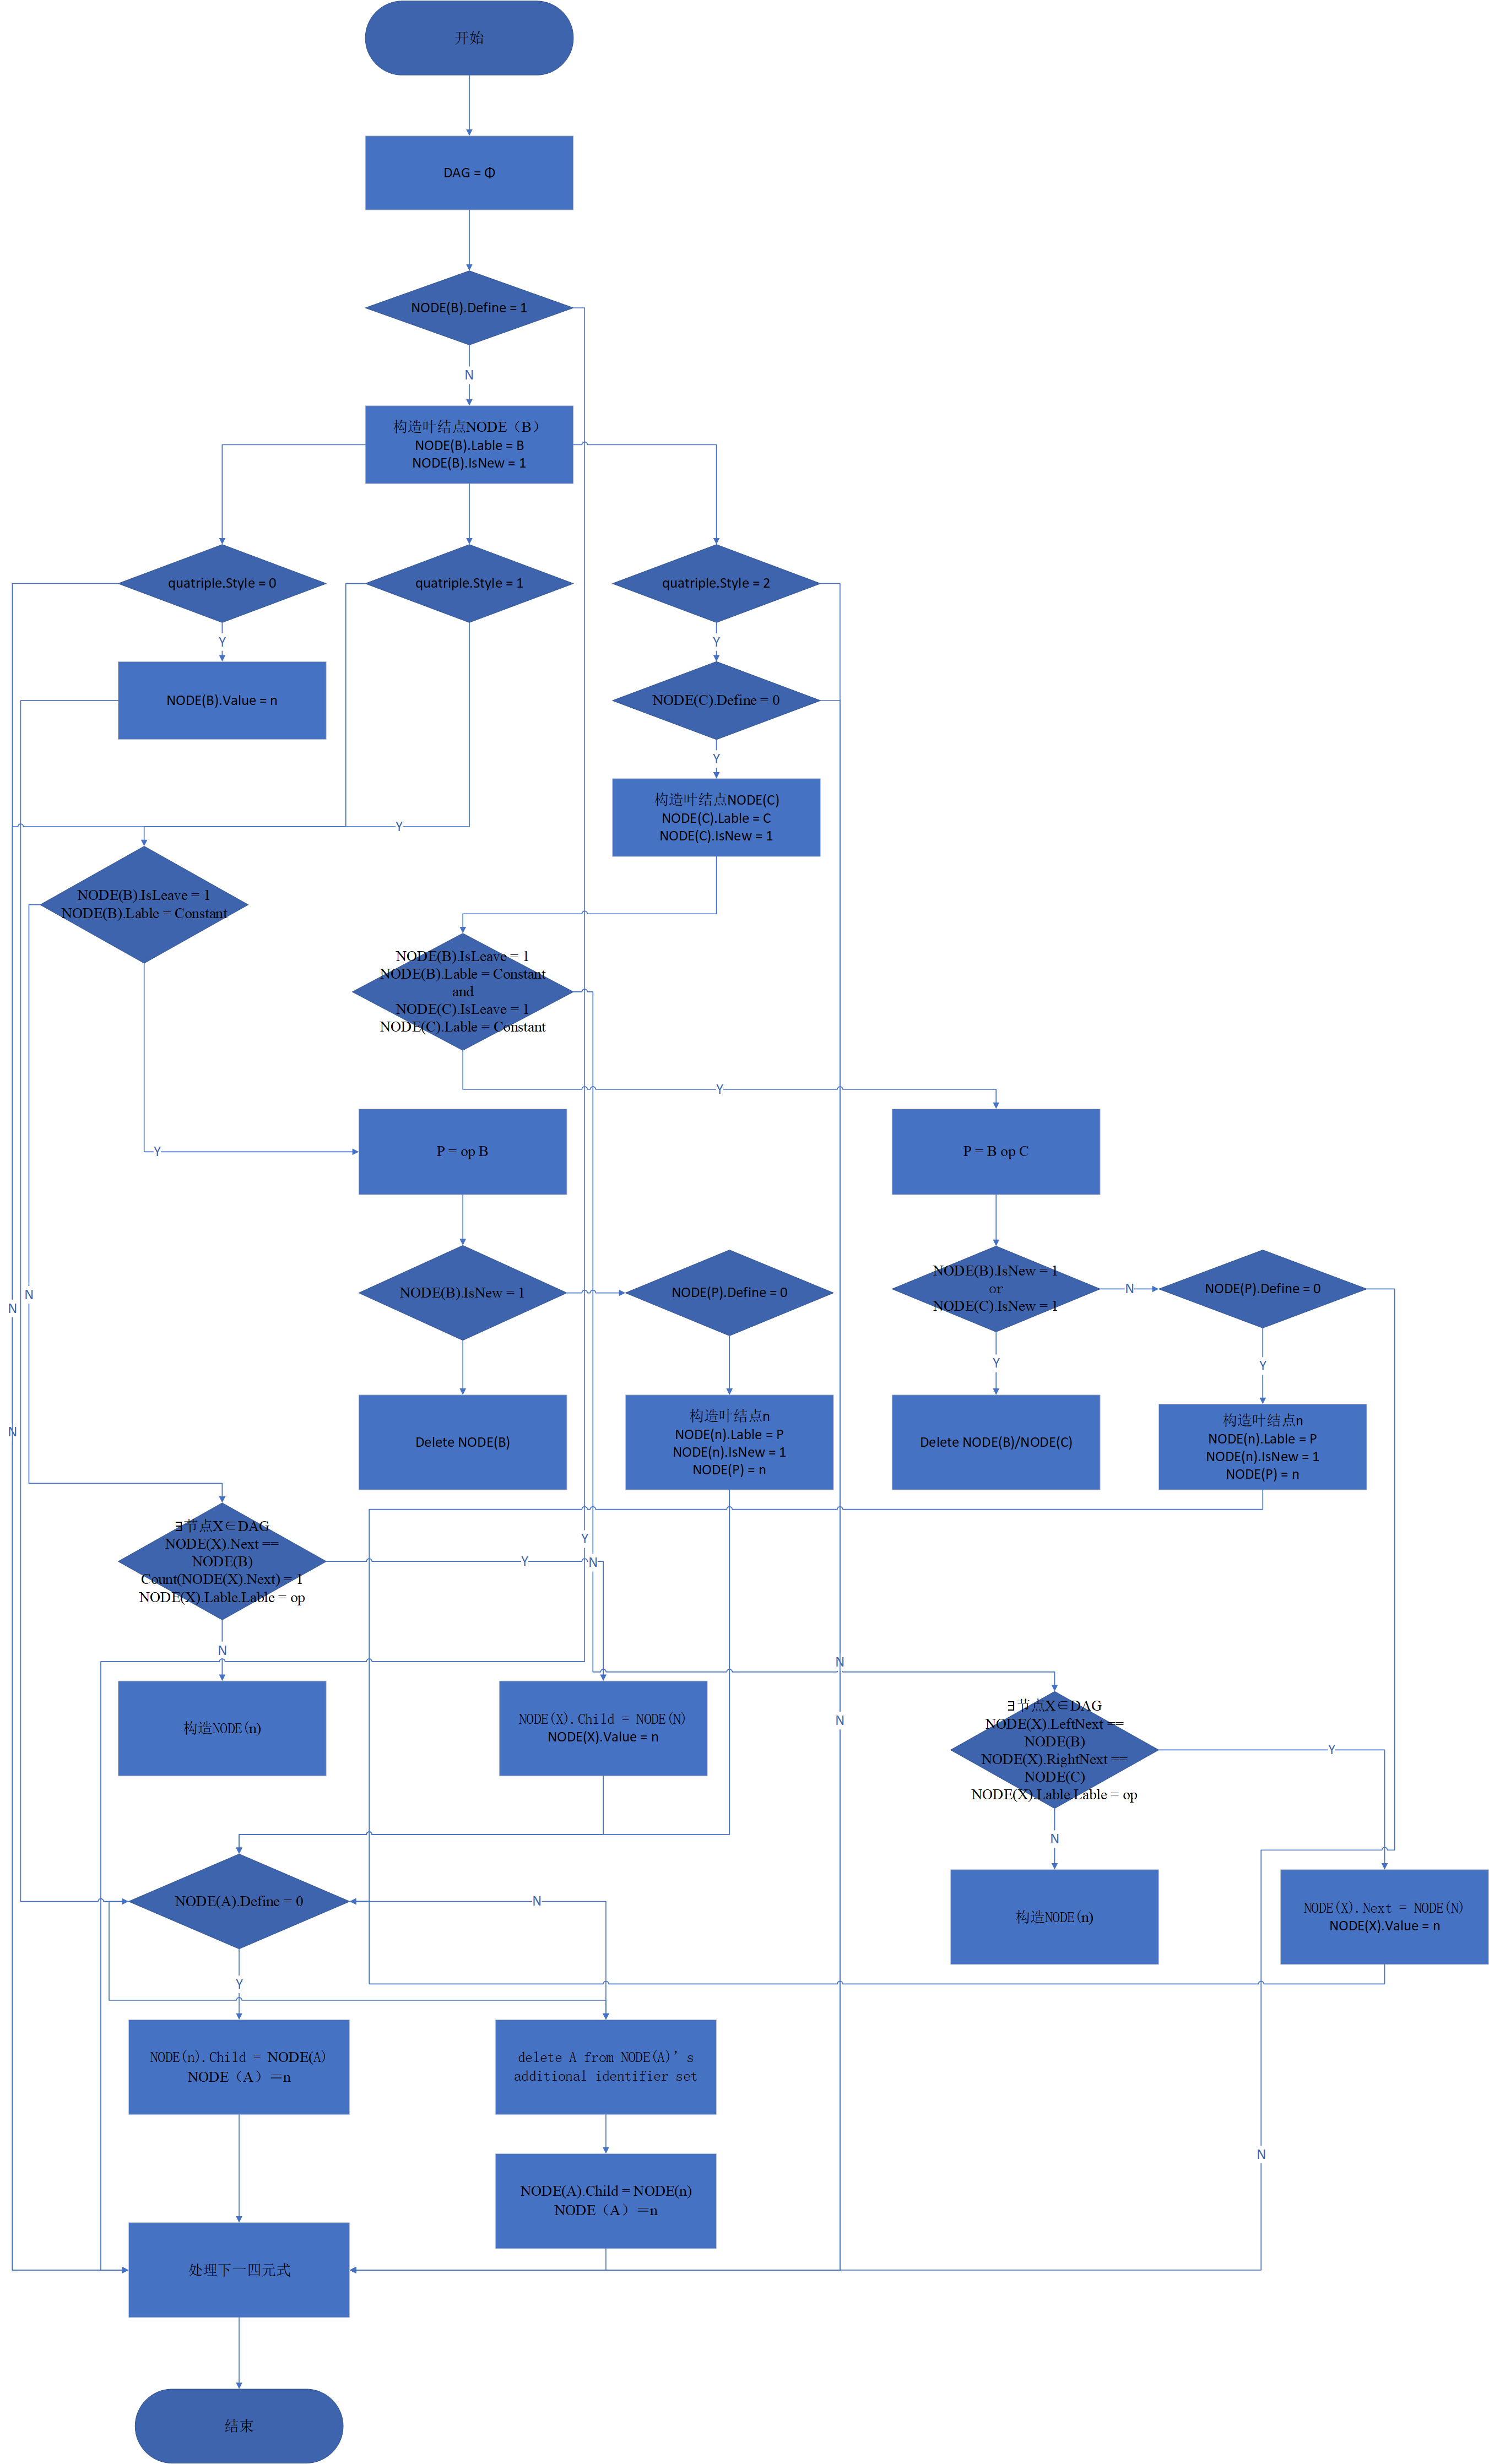 开始
DAG = Φ
NODE(B).Define = 1
N
构造叶结点NODE（B）
NODE(B).Lable = B
NODE(B).IsNew = 1
quatriple.Style = 0
quatriple.Style = 1
quatriple.Style = 2
Y
Y
NODE(B).Value = n
NODE(C).Define = 0
Y
构造叶结点NODE(C)
NODE(C).Lable = C
NODE(C).IsNew = 1
Y
NODE(B).IsLeave = 1
NODE(B).Lable = Constant
NODE(B).IsLeave = 1
NODE(B).Lable = Constant
and
NODE(C).IsLeave = 1
NODE(C).Lable = Constant
Y
Y
P = op B
P = B op C
NODE(B).IsNew = 1
NODE(P).Define = 0
NODE(B).IsNew = 1
or
NODE(C).IsNew = 1
N
NODE(P).Define = 0
N
N
Y
Y
Delete NODE(B)
构造叶结点n
NODE(n).Lable = P
NODE(n).IsNew = 1
NODE(P) = n
Delete NODE(B)/NODE(C)
构造叶结点n
NODE(n).Lable = P
NODE(n).IsNew = 1
NODE(P) = n
N
∃节点X∈DAG
NODE(X).Next ==
NODE(B)
Count(NODE(X).Next) = 1
NODE(X).Lable.Lable = op
Y
Y
N
N
N
构造NODE(n)
NODE(X).Child = NODE(N)
NODE(X).Value = n
N
∃节点X∈DAG
NODE(X).LeftNext ==
NODE(B)
NODE(X).RightNext ==
NODE(C)
NODE(X).Lable.Lable = op
Y
N
构造NODE(n)
NODE(X).Next = NODE(N)
NODE(X).Value = n
NODE(A).Define = 0
N
Y
NODE(n).Child = NODE(A)
NODE（A）＝n
delete A from NODE(A)’s
additional identifier set
N
NODE(A).Child = NODE(n)
NODE（A）＝n
处理下一四元式
结束